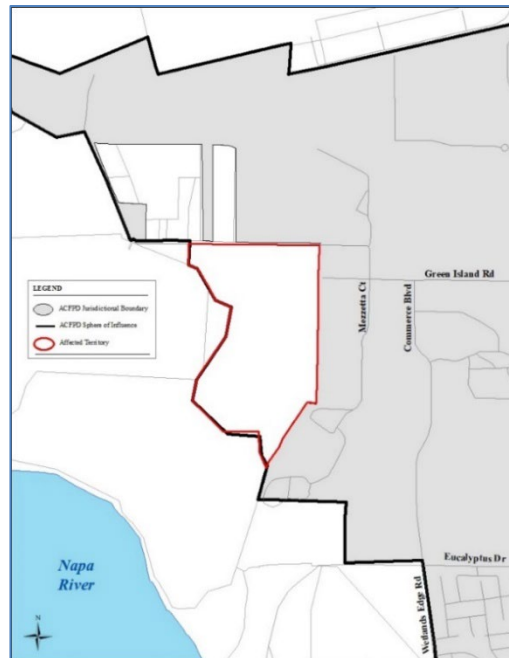 Green Island Rd
Mezzetta Ct
Commerce Blvd
LEGEND
ACFPD Jurisdictional Boundary
ACFPD Sphere of Influence
Affected Territory
Eucalyptus Dr
Wetlands Edge Rd
Napa
River
N